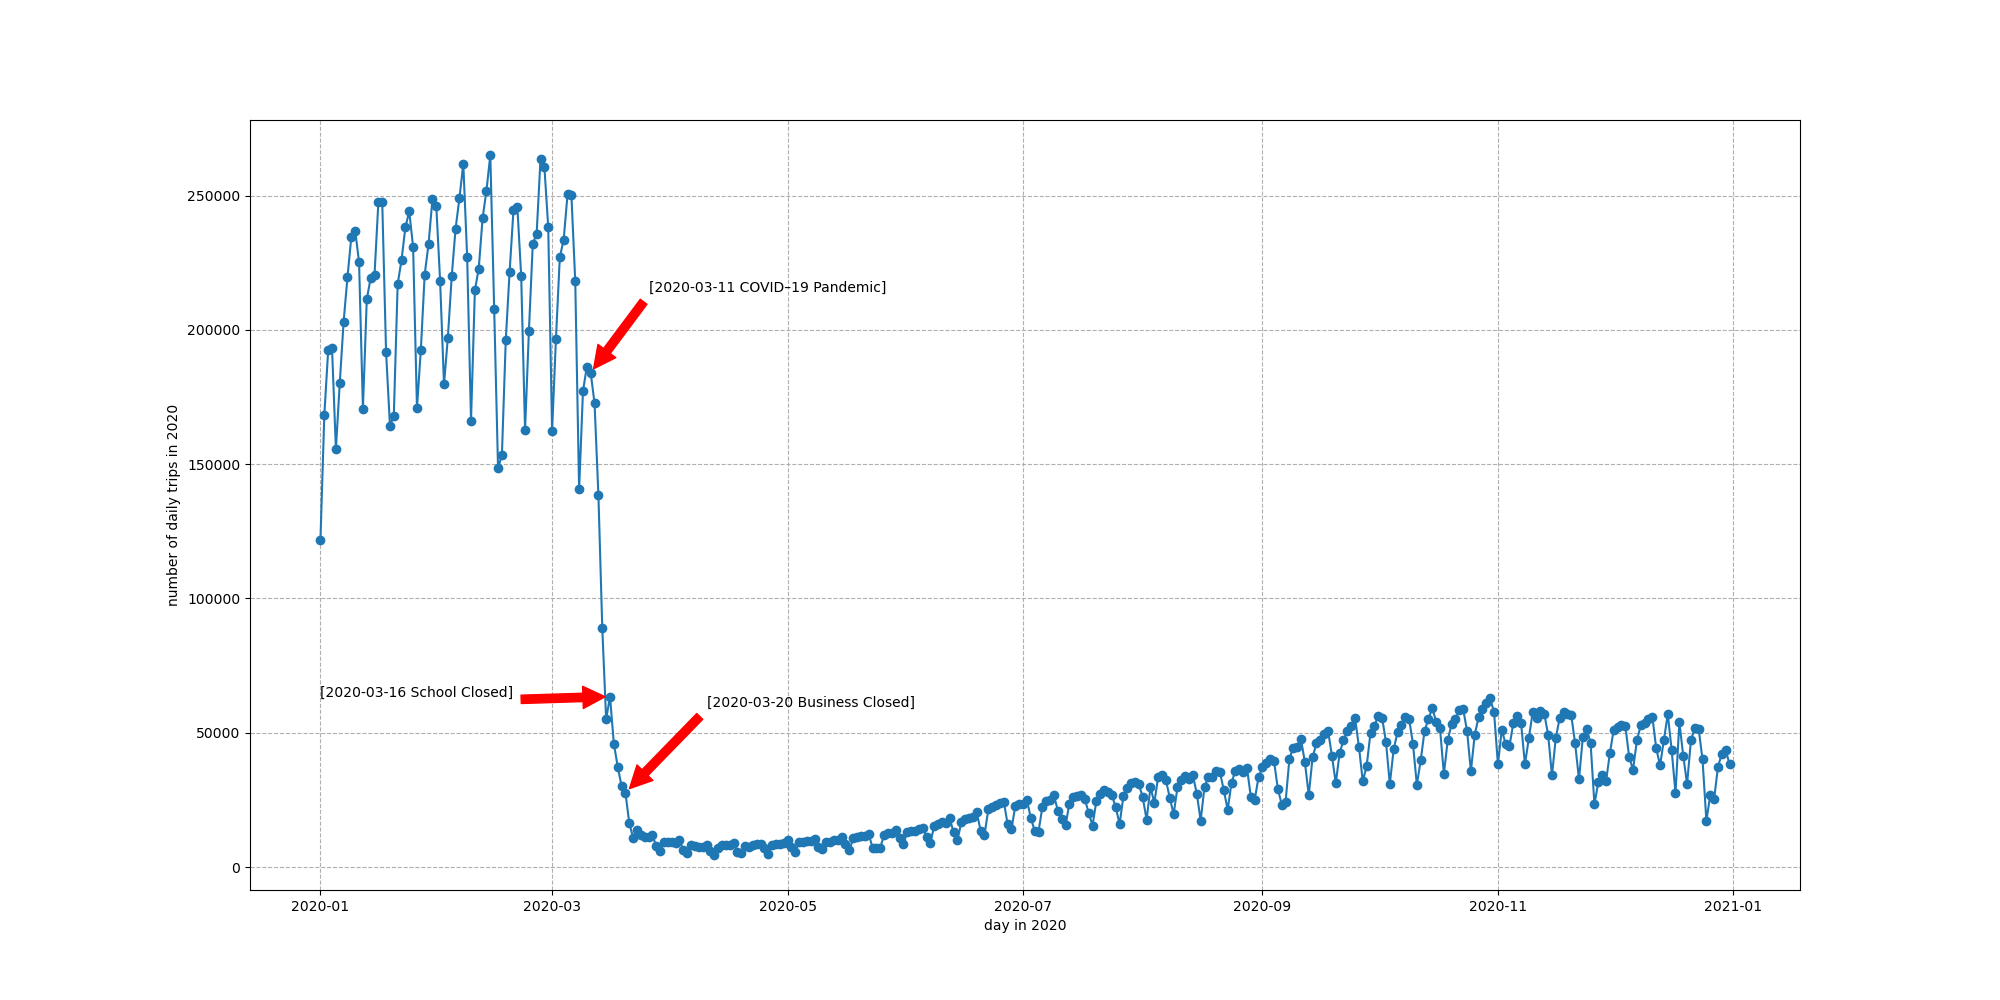 250000
200000
150000
100000
50000
0
number of daily trips in 2020
[2020-03-11 COVID–19 Pandemic]
[2020-03-16 School Closed]
[2020-03-20 Business Closed]
2020-01 2020-03 2020-05 2020-07 2020-09 2020-11 2021-01
day in 2020